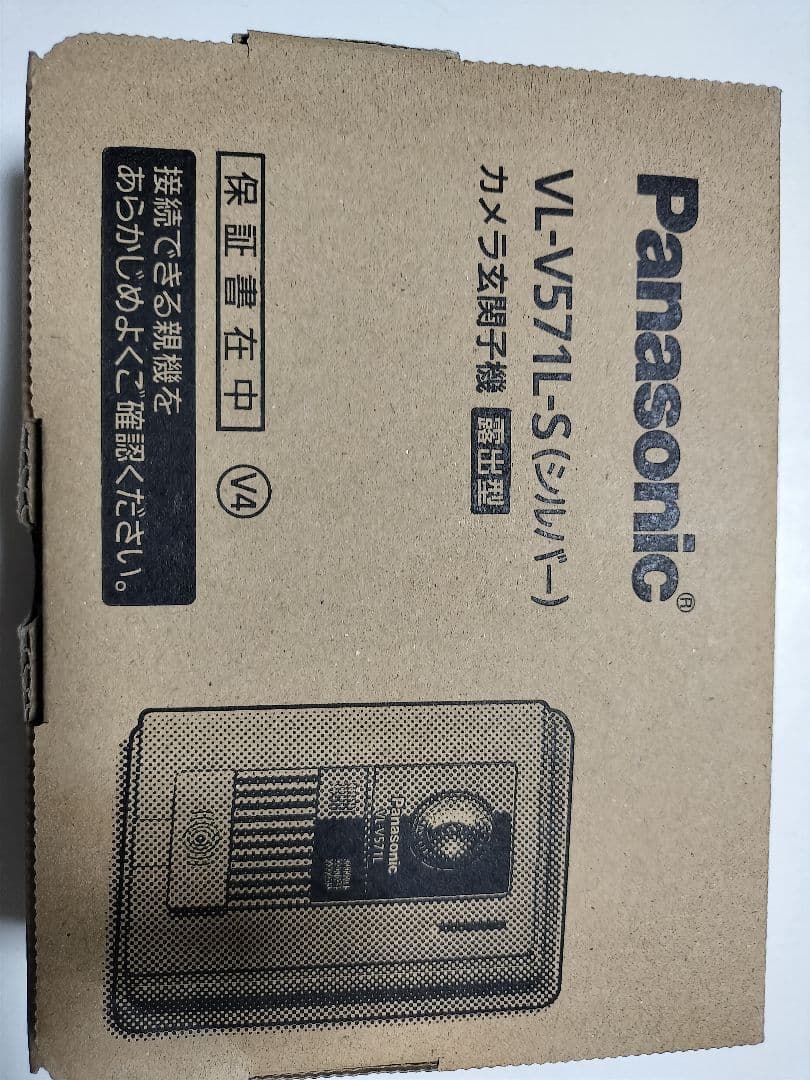 Panasonic®
VL-V571L-S(シルバー)
カメラ玄関子機 露出型
保証書在中 V4
接続できる親機を
あらかじめよくご確認ください。
Panasonic
VL-V571L